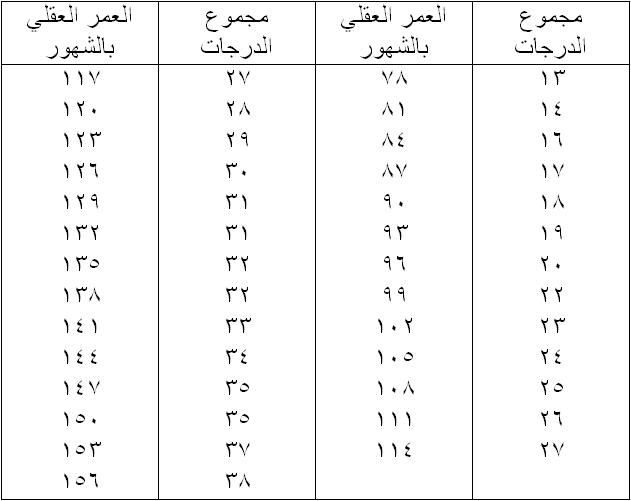 مجموع الدرجات العمر العقلي بالشهور مجموع الدرجات العمر العقلي بالشهور
١٣ ٧٨ ٢٧ ١١٧
١٤ ٨١ ٢٨ ١٢٠
١٦ ٨٤ ٢٩ ١٢٣
١٧ ٨٧ ٣٠ ١٢٦
١٨ ٩٠ ٣١ ١٢٩
١٩ ٩٣ ٣١ ١٣٢
٢٠ ٩٦ ٣٢ ١٣٥
٢٢ ٩٩ ٣٢ ١٣٨
٢٣ ١٠٢ ٣٣ ١٤١
٢٤ ١٠٥ ٣٤ ١٤٤
٢٥ ١٠٨ ٣٥ ١٤٧
٢٦ ١١١ ٣٥ ١٥٠
٢٧ ١١٤ ٣٧ ١٥٣
٣٨ ١٥٦